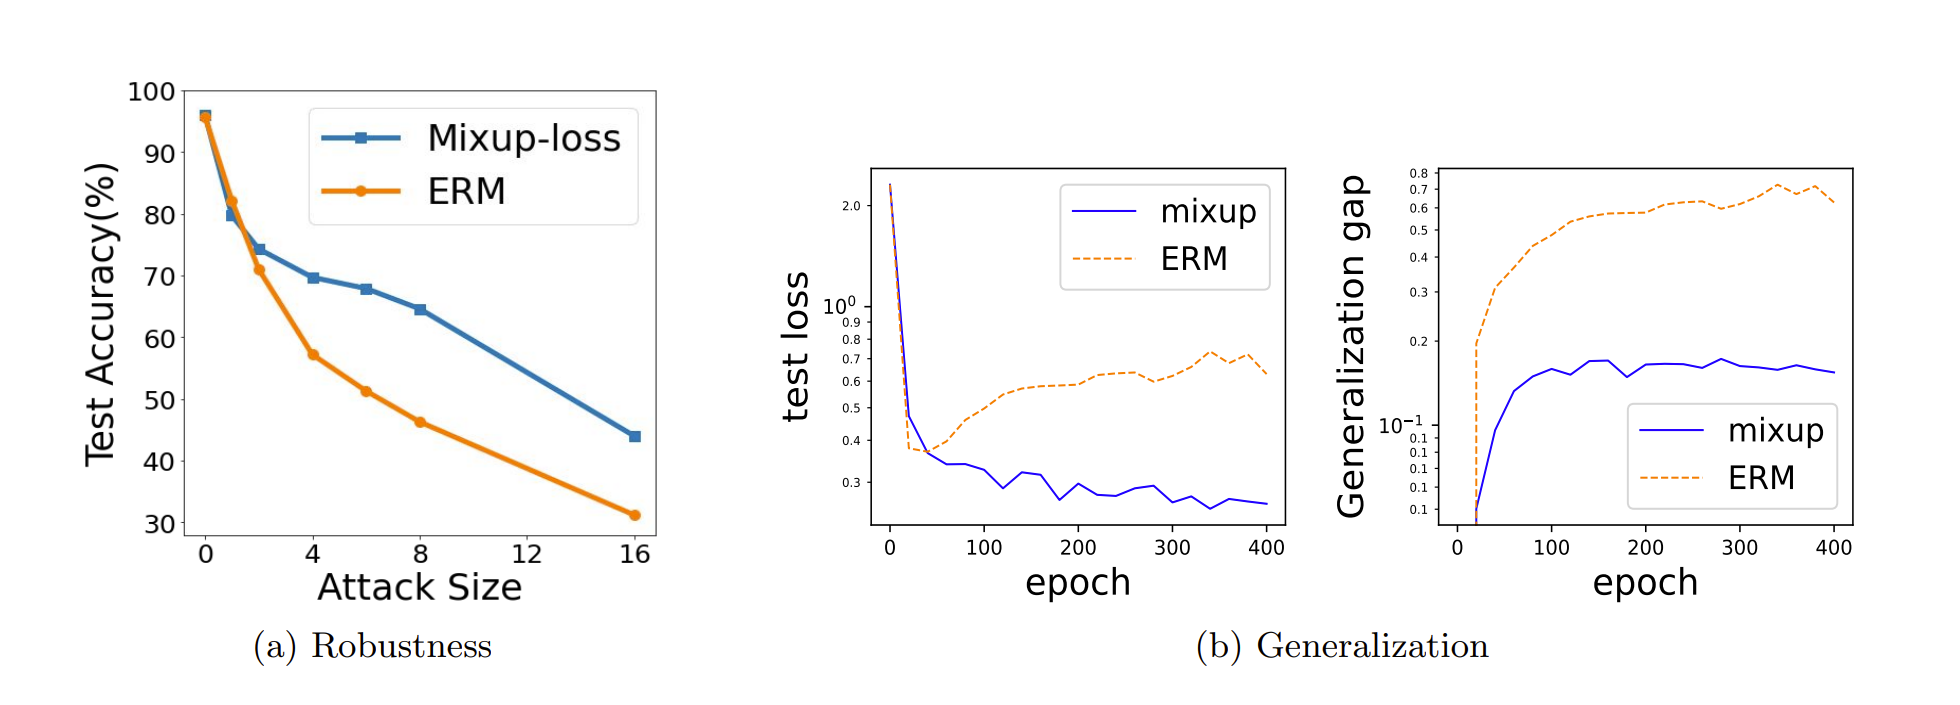 100
90
80
70
60
50
40
30
Test Accuracy(%)
Mixup-loss
ERM
0 4 8 12 16
Attack Size
(a) Robustness
2.0
10⁰
0.9
0.8
0.7
0.6
0.5
0.4
0.3
test loss
mixup
ERM
0 100 200 300 400
epoch
0.8
0.7
0.6
0.5
0.4
0.3
0.2
10⁻¹
0.1
0.1
0.1
0.1
0.1
Generalization gap
mixup
ERM
0 100 200 300 400
epoch
(b) Generalization